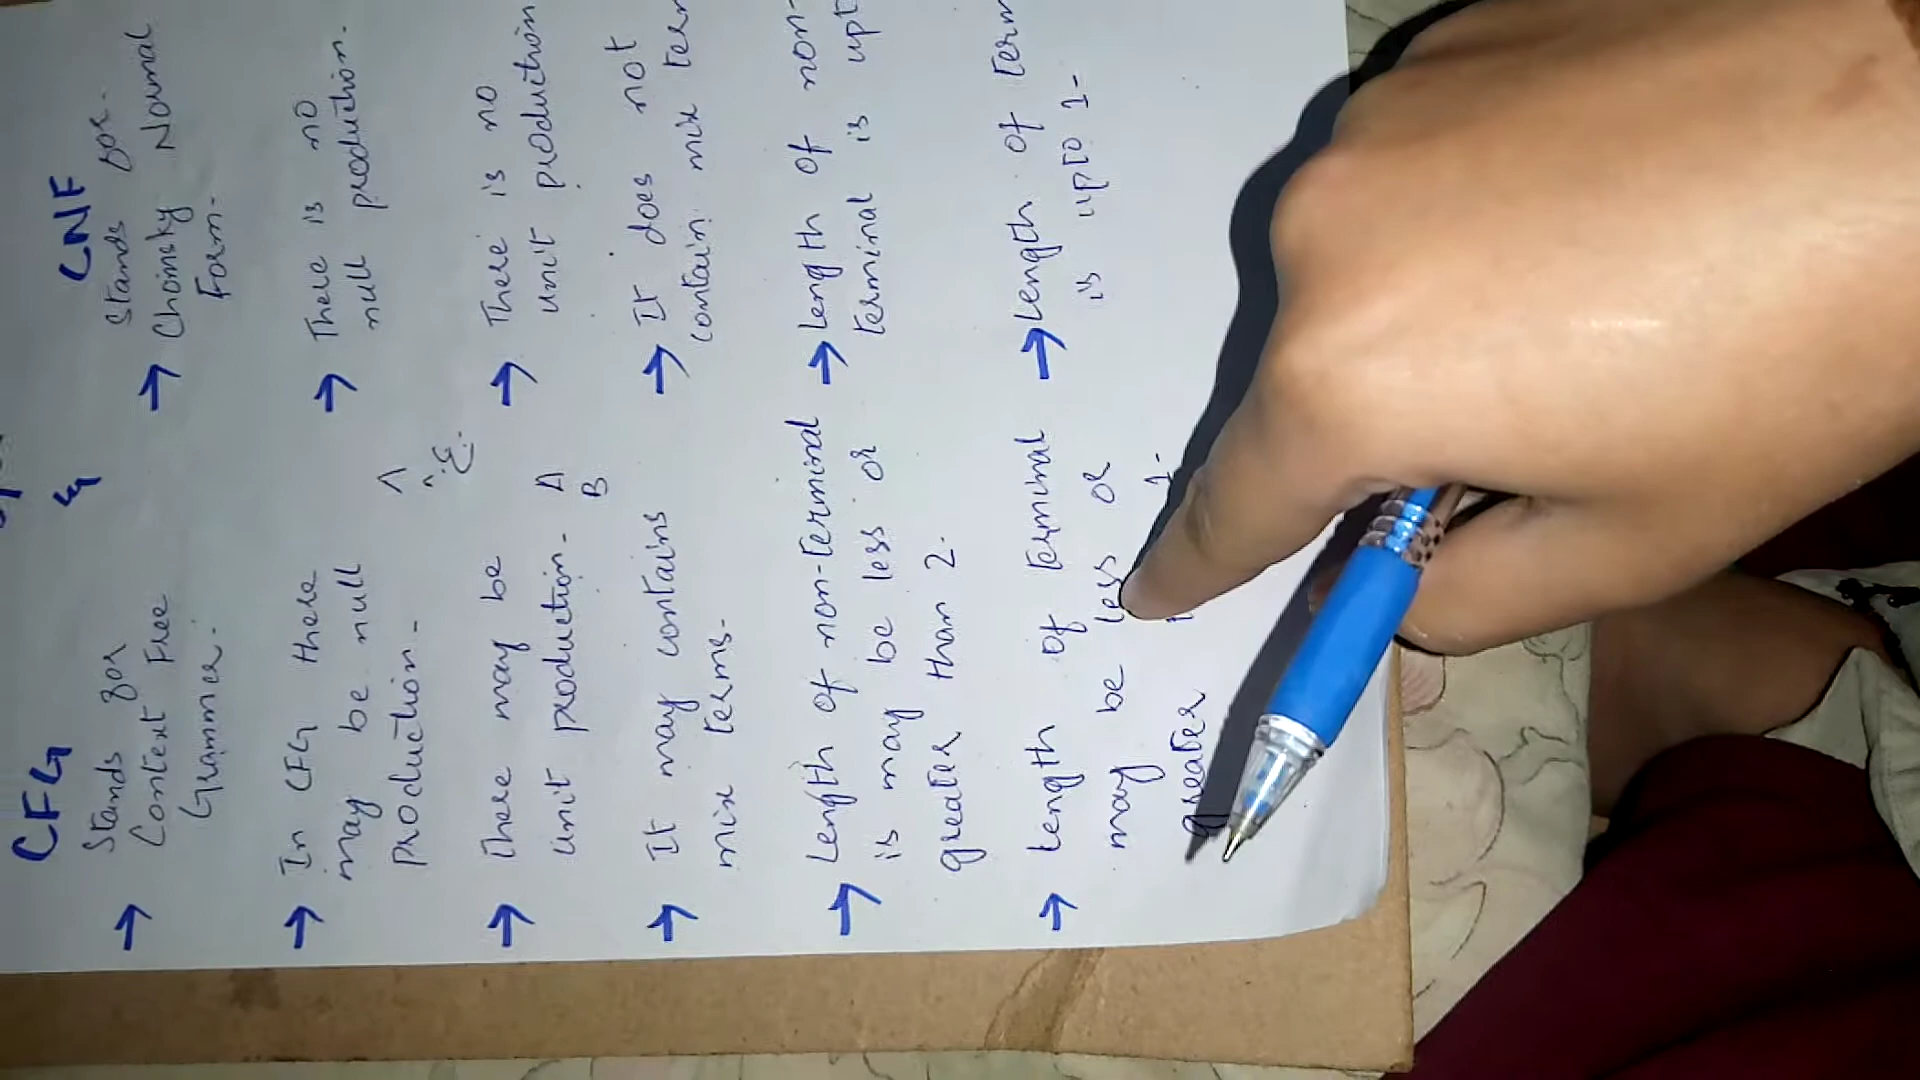 CFG
→ Stands for
Context Free
Grammer.
→ In CFG there
may be null
production.
^
^ . ε.
→ There may be
unit production. A
B
→ It may contains
mix terms.
→ Length of non-terminal
is may be less or
greater than 2.
→ Length of terminal
may be less or
greater 1.
CNF
Stands for.
→ Chomsky Normal
Form.
→ There is no
null production.
→ There is no
unit production
→ It does not
contain mix term
→ Length of non-
terminal is upt
→ Length of term
is upto 1.